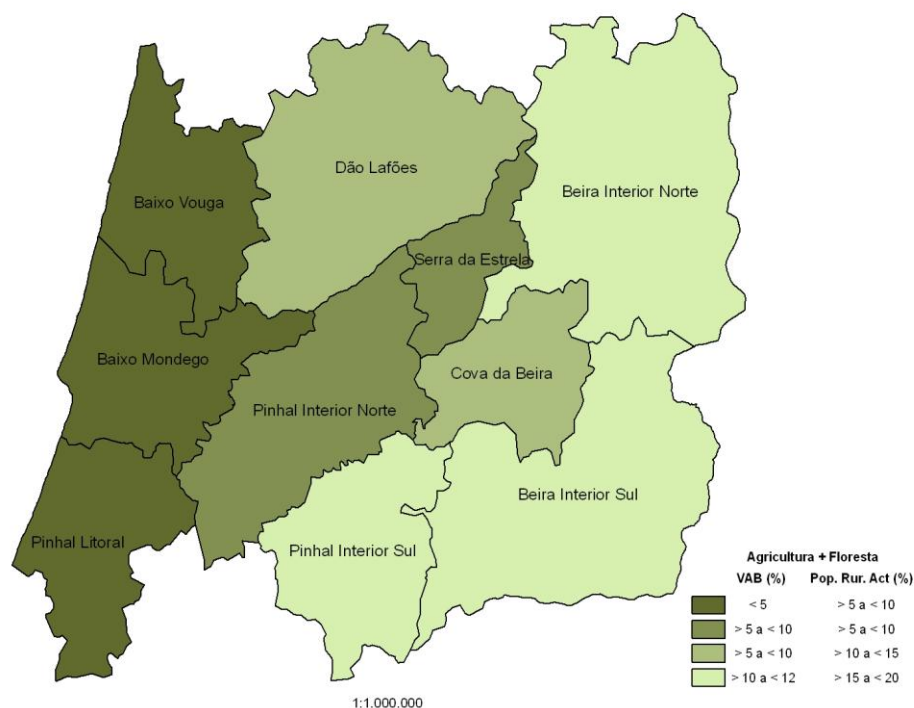 Dão Lafões
Baixo Vouga
Beira Interior Norte
Serra da Estrela
Baixo Mondego
Cova da Beira
Pinhal Interior Norte
Beira Interior Sul
Pinhal Litoral
Pinhal Interior Sul
Agricultura + Floresta
VAB (%) Pop. Rur. Act (%)
< 5 > 5 a < 10
> 5 a < 10 > 5 a < 10
> 5 a < 10 > 10 a < 15
> 10 a < 12 > 15 a < 20
1:1.000.000